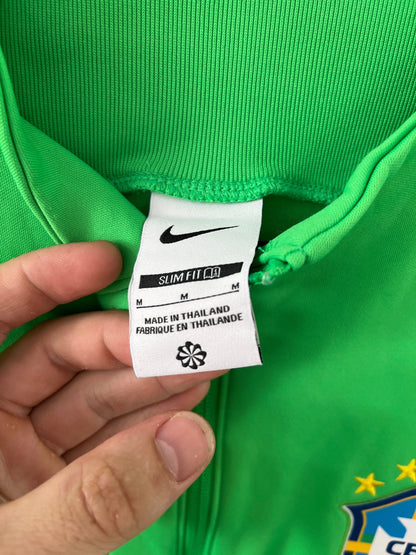 SLIM FIT
M M M
MADE IN THAILAND
FABRIQUE EN THAILANDE